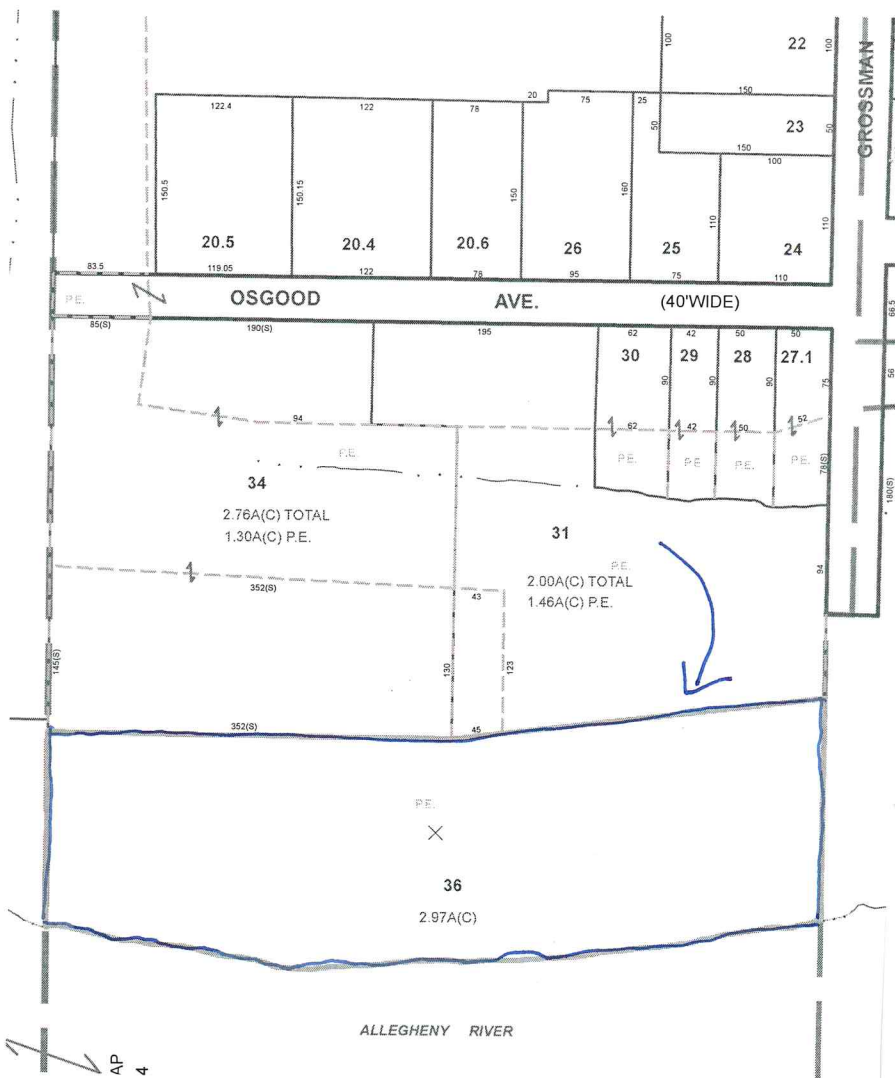 22
100
100
GROSSMAN
150
20
75
25
122.4
122
78
50
23
50
150
100
150.5
150.15
150
160
110
110
20.5
20.4
20.6
26
25
24
83.5
119.05
122
78
95
75
110
P.E.
OSGOOD AVE. (40'WIDE)
66.5
85(S)
190(S)
195
62
42
50
50
30
29
28
27.1
56
90
90
90
75
94
62
42
50
52
P.E.
P.E.
P.E.
P.E.
P.E.
78(S)
180(S)
34
2.76A(C) TOTAL
1.30A(C) P.E.
31
P.E.
2.00A(C) TOTAL
1.46A(C) P.E.
94
352(S)
43
145(S)
130
123
352(S)
45
P.E.
36
2.97A(C)
ALLEGHENY RIVER
AP
4